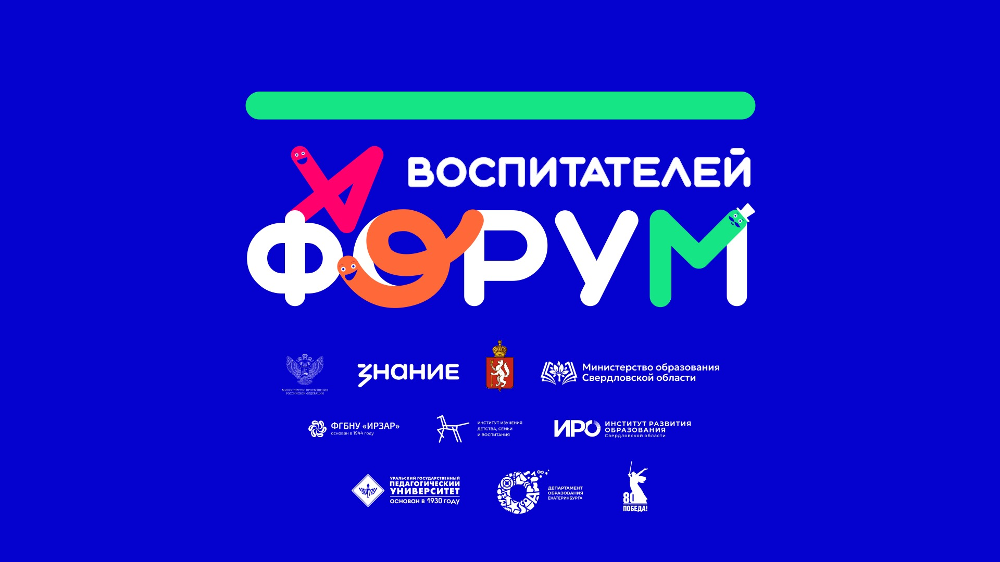 ВОСПИТАТЕЛЕЙ
ФОРУМ
МИНИСТЕРСТВО ПРОСВЕЩЕНИЯ
РОССИЙСКОЙ ФЕДЕРАЦИИ
ЗНАНИЕ
Министерство образования
Свердловской области
ФГБНУ «ИРЗАР»
основан в 1944 году
ИНСТИТУТ ИЗУЧЕНИЯ
ДЕТСТВА, СЕМЬИ
И ВОСПИТАНИЯ
ИРО
ИНСТИТУТ РАЗВИТИЯ
ОБРАЗОВАНИЯ
Свердловской области
УрГПУ
УРАЛЬСКИЙ ГОСУДАРСТВЕННЫЙ
ПЕДАГОГИЧЕСКИЙ
УНИВЕРСИТЕТ
основан в 1930 году
ДЕПАРТАМЕНТ
ОБРАЗОВАНИЯ
ЕКАТЕРИНБУРГА
80
ПОБЕДА!